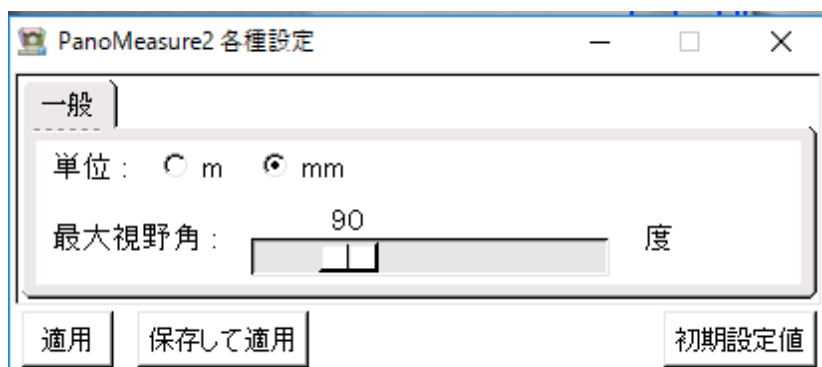 PanoMeasure2 各種設定
一般
単位 : m mm
90
最大視野角 : 度
適用 保存して適用 初期設定値